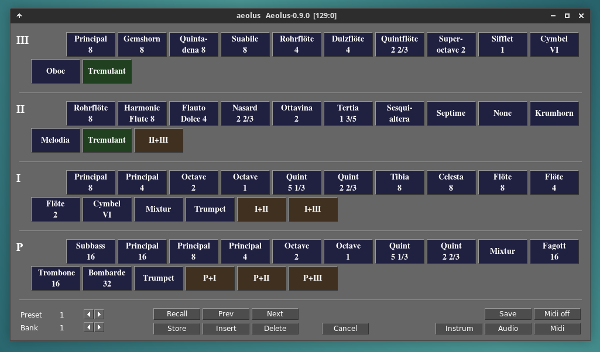 aeolus Aeolus-0.9.0 [129:0]
III
Principal Gemshorn Quinta- Suabile Rohrflöte Dulzflöte Quintflöte Super- Sifflet Cymbel
8 8 dena 8 8 4 4 2 2/3 octave 2 1 VI
Oboe Tremulant
II
Rohrflöte Harmonic Flauto Nasard Ottavina Tertia Sesqui- Septime None Krumhorn
8 Flute 8 Dolce 4 2 2/3 2 1 3/5 altera
Melodia Tremulant II+III
I
Principal Principal Octave Octave Quint Quint Tibia Celesta Flöte Flöte
8 4 2 1 5 1/3 2 2/3 8 8 8 4
Flöte Cymbel Mixtur Trumpet I+II I+III
2 VI
P
Subbass Principal Principal Principal Octave Octave Quint Quint Mixtur Fagott
16 16 8 4 2 1 5 1/3 2 2/3 16
Trombone Bombarde Trumpet P+I P+II P+III
16 32
Preset 1 Recall Prev Next Save Midi off
Bank 1 Store Insert Delete Cancel Instrum Audio Midi